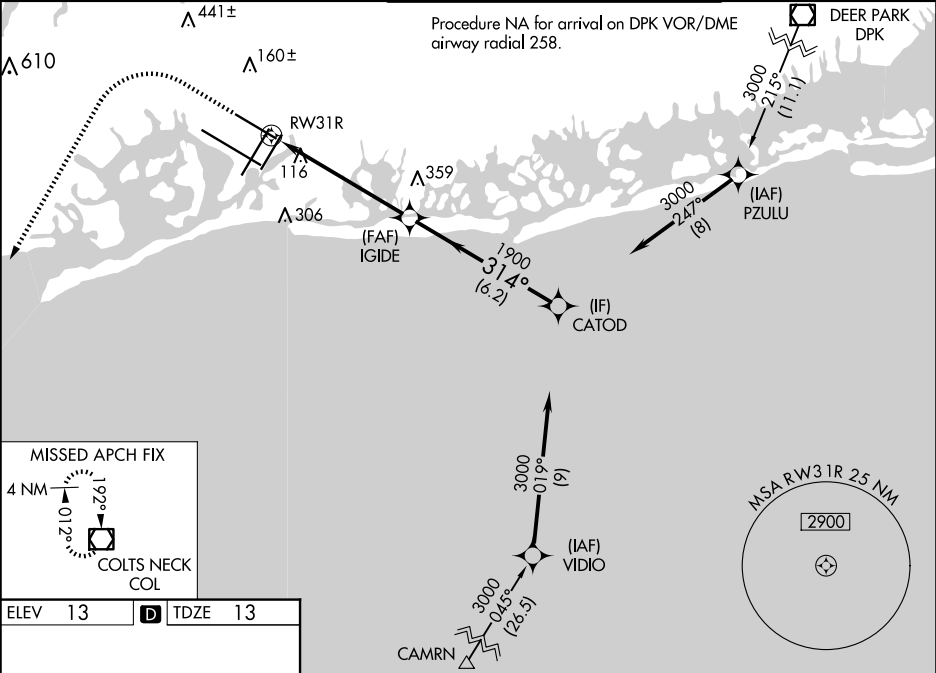 441±
160±
610
Procedure NA for arrival on DPK VOR/DME
airway radial 258.
DEER PARK
DPK
3000
215°
(11.1)
RW31R
116
359
306
(FAF)
IGIDE
3000
247°
(8)
(IAF)
PZULU
1900
314°
(6.2)
(IF)
CATOD
3000
019°
(9)
(IAF)
VIDIO
3000
045°
(26.5)
CAMRN
MISSED APCH FIX
4 NM
192°
012°
COLTS NECK
COL
ELEV 13 D TDZE 13
MSA RW31R 25 NM
2900